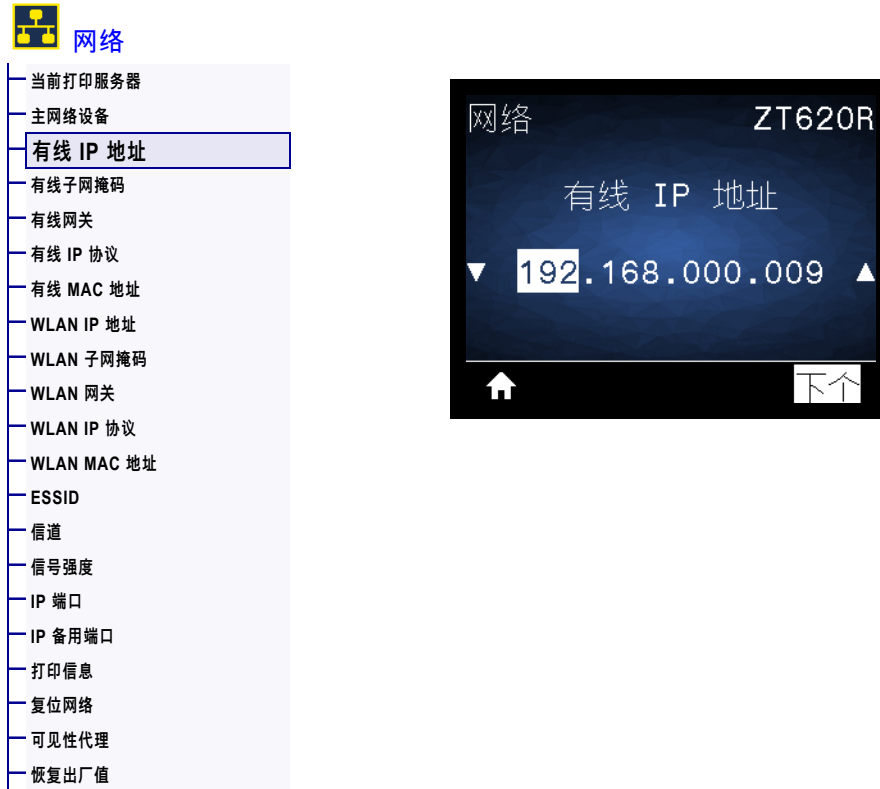 网络
当前打印服务器
主网络设备
有线 IP 地址
有线子网掩码
有线网关
有线 IP 协议
有线 MAC 地址
WLAN IP 地址
WLAN 子网掩码
WLAN 网关
WLAN IP 协议
WLAN MAC 地址
ESSID
信道
信号强度
IP 端口
IP 备用端口
打印信息
复位网络
可见性代理
恢复出厂值
网络 ZT620R
有线 IP 地址
192.168.000.009
下个